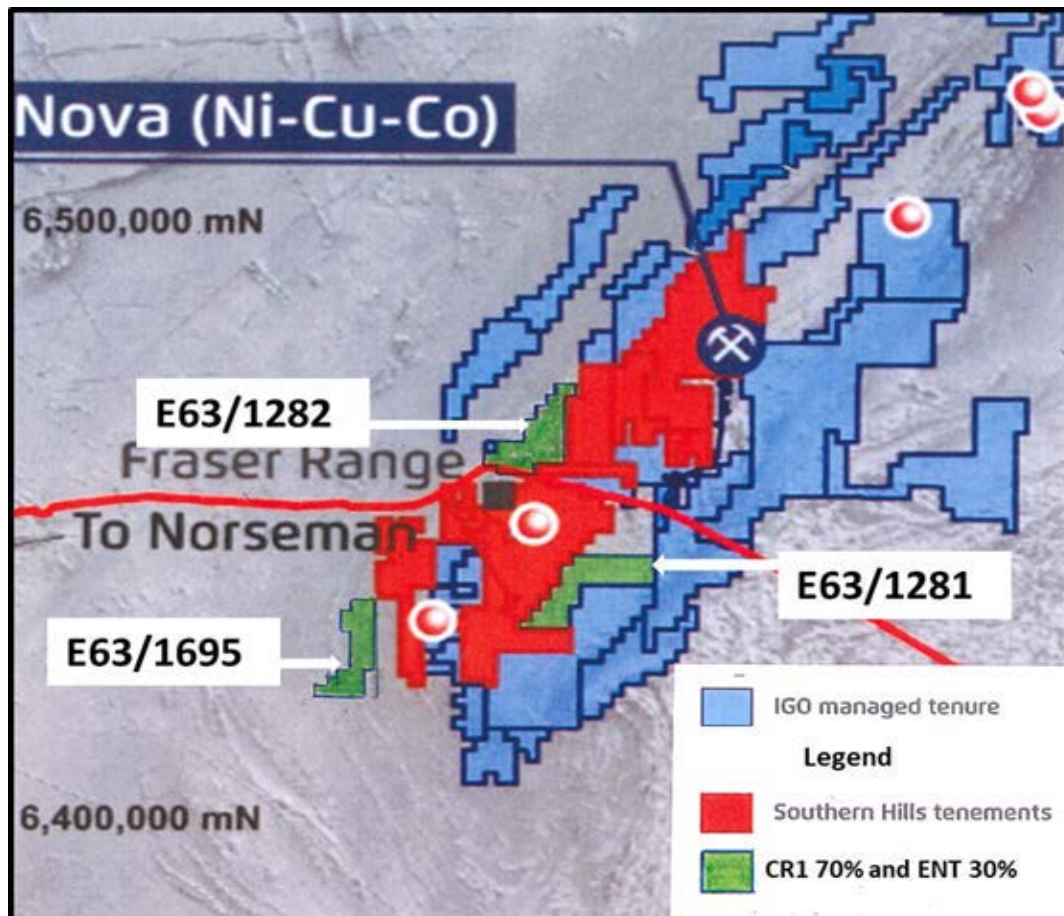 Nova (Ni-Cu-Co)
6,500,000 mN
E63/1282
Fraser Range
To Norseman
E63/1281
E63/1695
IGO managed tenure
Legend
Southern Hills tenements
6,400,000 mN
CR1 70% and ENT 30%